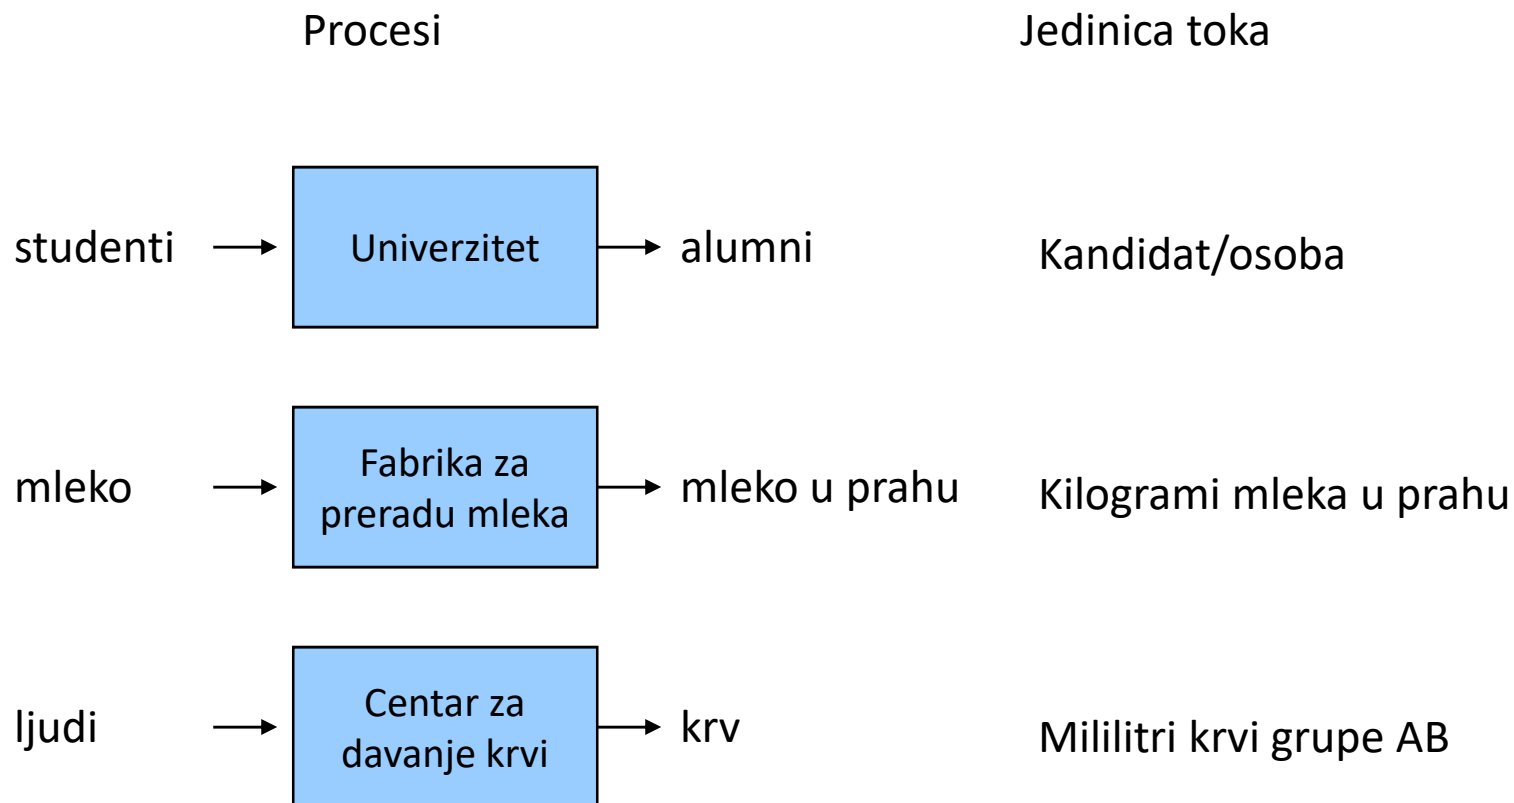 Procesi
Jedinica toka
studenti
Univerzitet
alumni
Kandidat/osoba
mleko
Fabrika za
preradu mleka
mleko u prahu
Kilogrami mleka u prahu
ljudi
Centar za
davanje krvi
krv
Mililitri krvi grupe AB